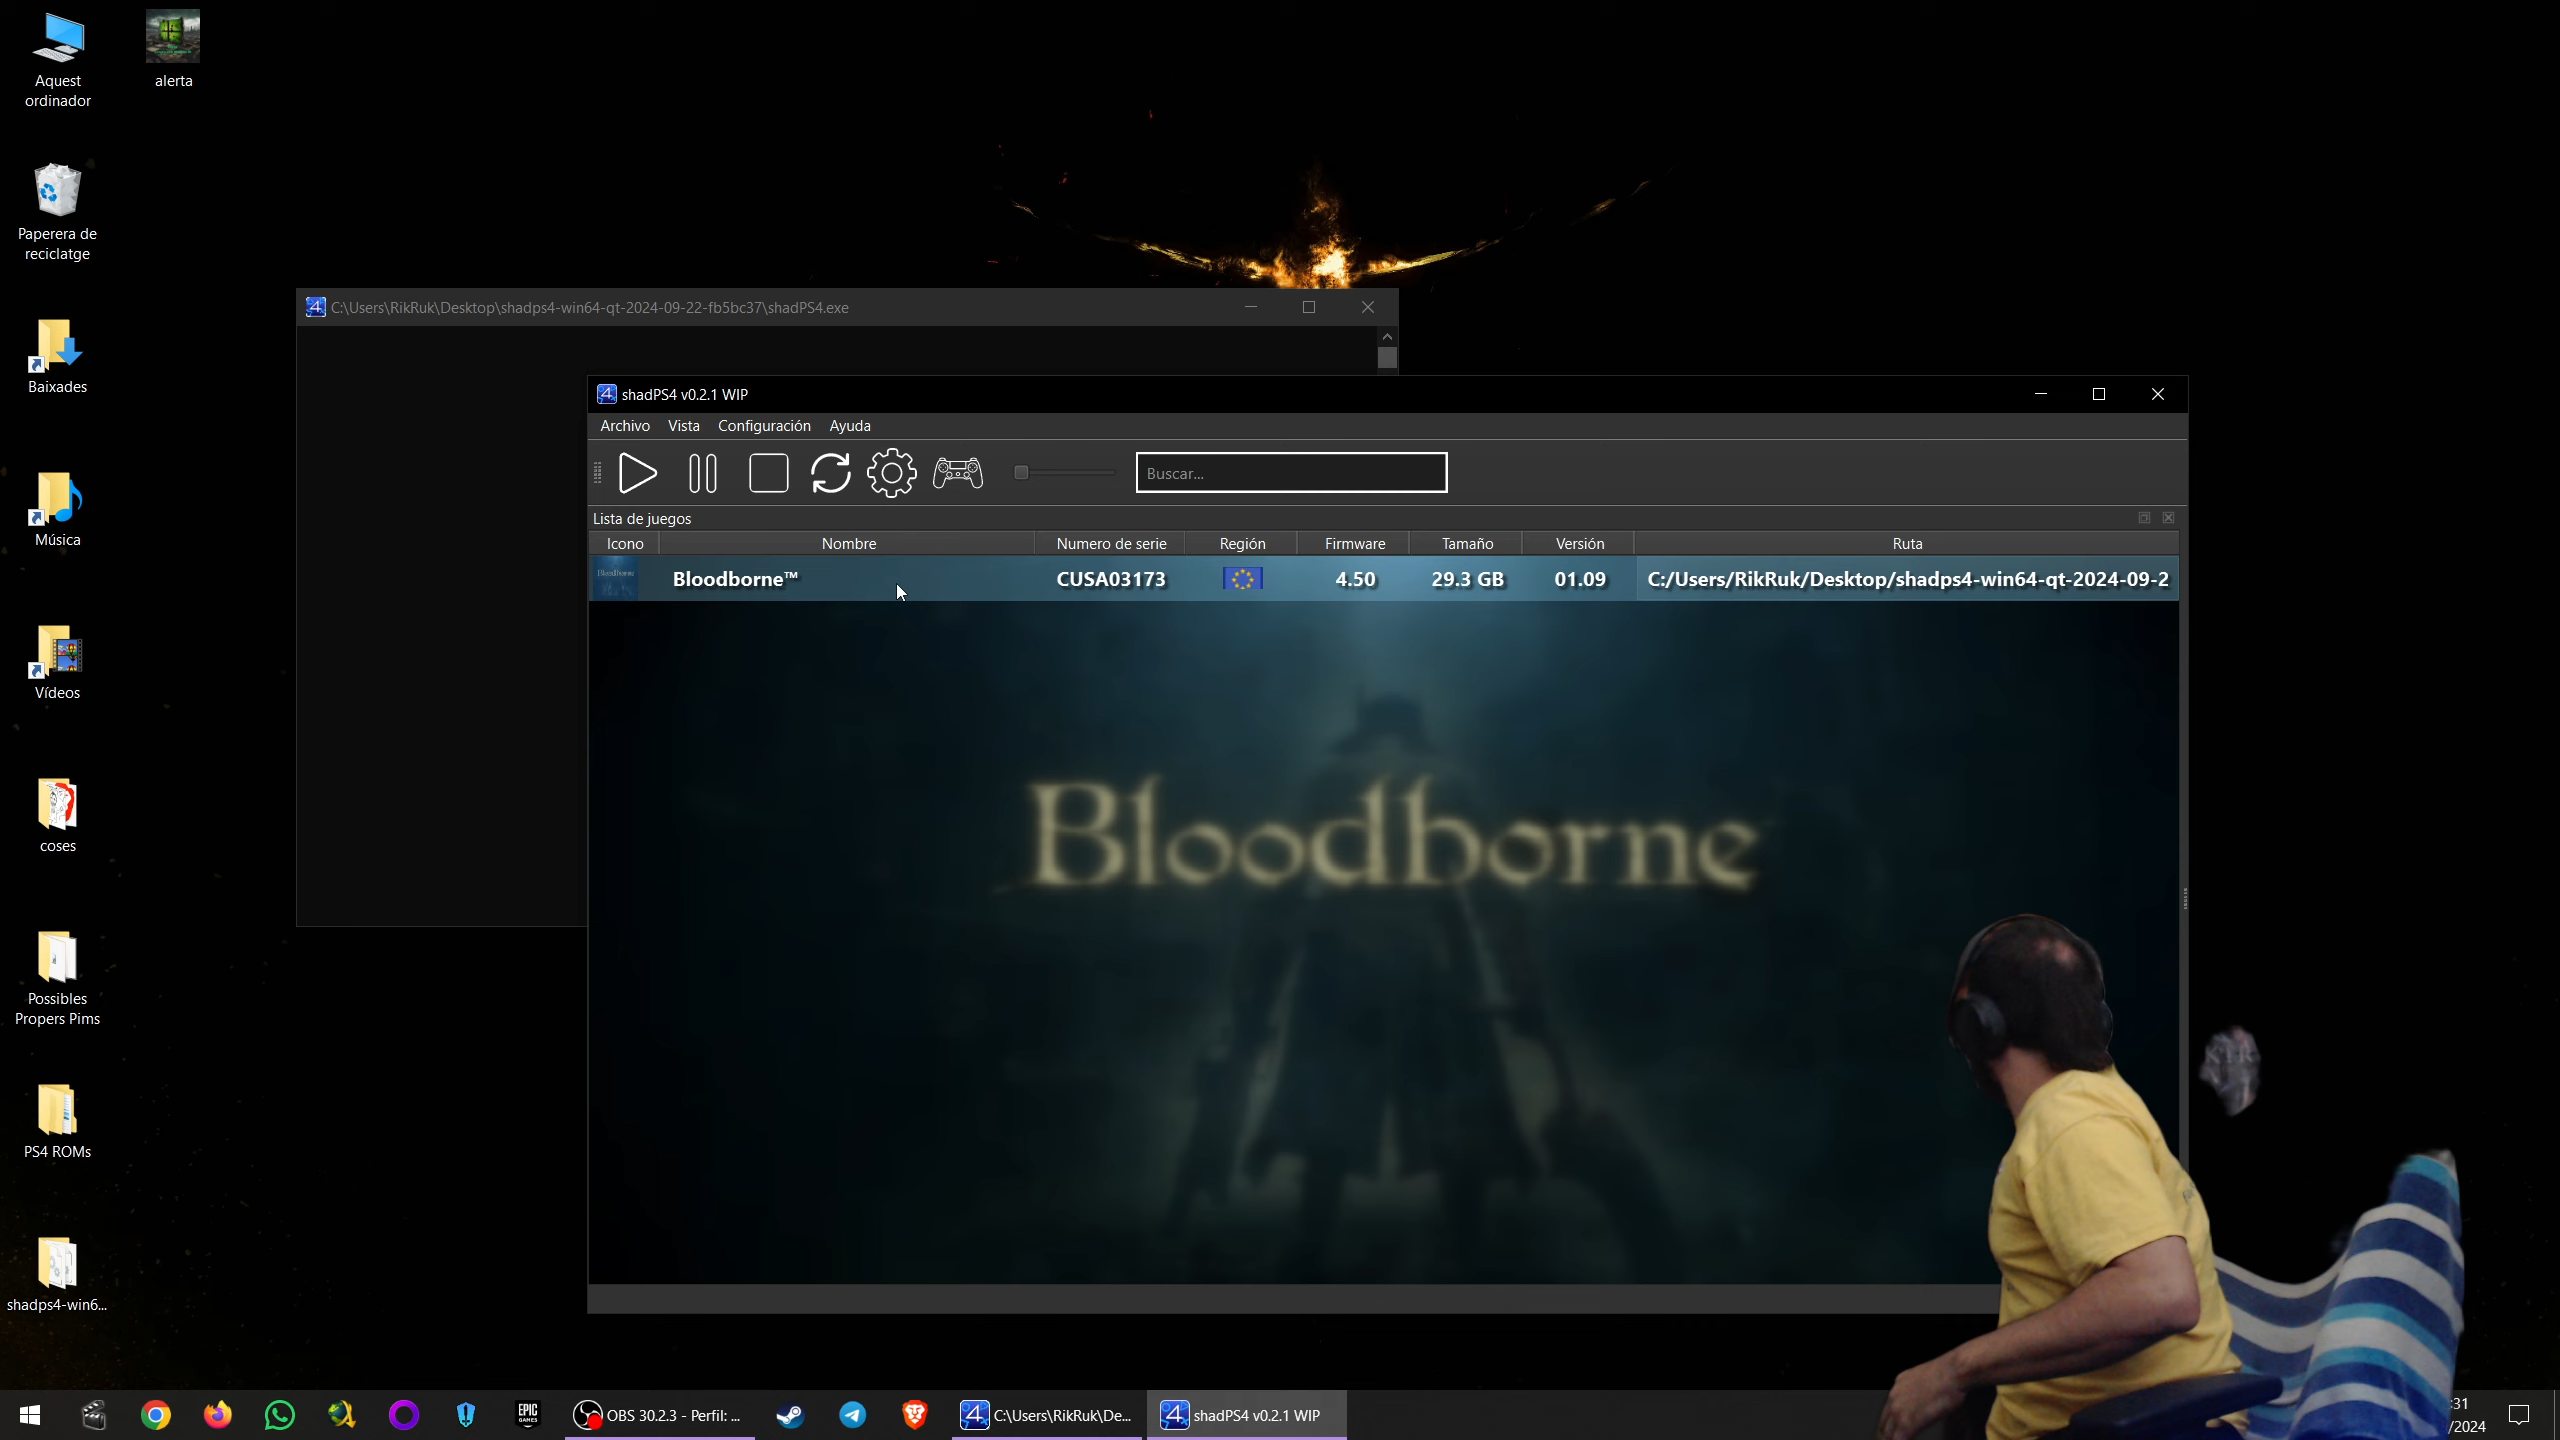 Aquest
ordinador
alerta
Paperera de
reciclatge
Baixades
Música
Vídeos
coses
Possibles
Propers Pims
PS4 ROMs
shadps4-win6...
C:\Users\RikRuk\Desktop\shadps4-win64-qt-2024-09-22-fb5bc37\shadPS4.exe
shadPS4 v0.2.1 WIP
Archivo Vista Configuración Ayuda
Buscar...
Lista de juegos
Icono Nombre Numero de serie Región Firmware Tamaño Versión Ruta
Bloodborne Bloodborne™ CUSA03173 4.50 29.3 GB 01.09 C:/Users/RikRuk/Desktop/shadps4-win64-qt-2024-09-2
Bloodborne
EPIC
GAMES
OBS 30.2.3 - Perfil: ...
C:\Users\RikRuk\De...
shadPS4 v0.2.1 WIP
:31
/2024